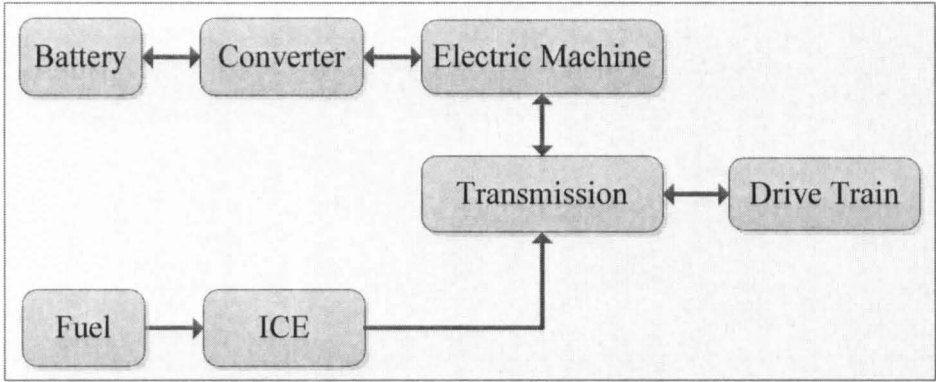 Battery
Converter
Electric Machine
Transmission
Drive Train
Fuel
ICE